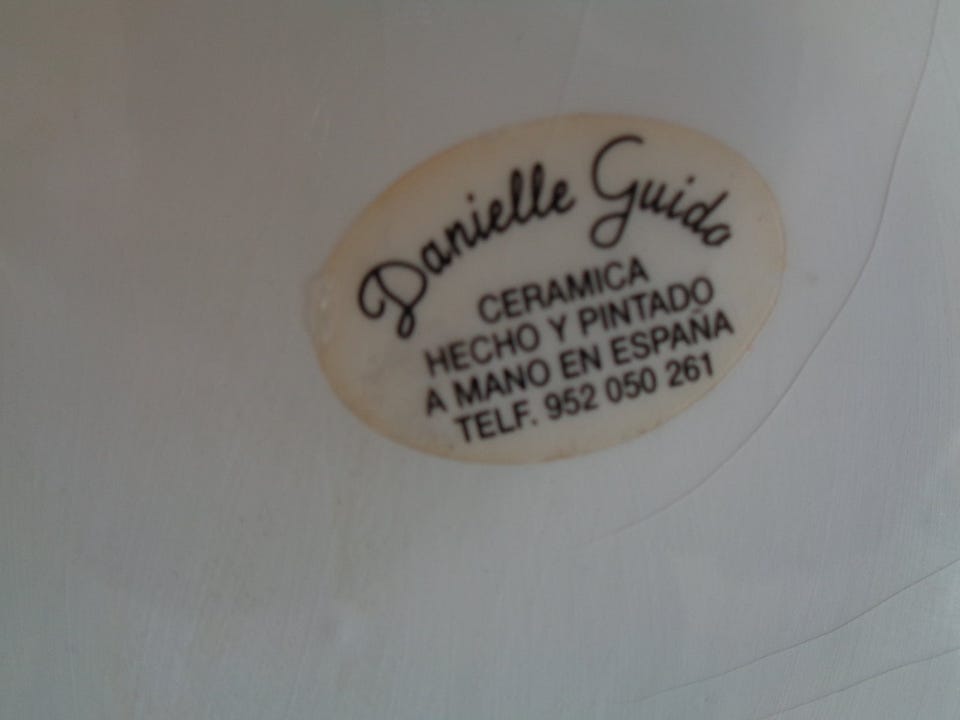 Danielle Guido
CERAMICA
HECHO Y PINTADO
A MANO EN ESPAÑA
TELF. 952 050 261